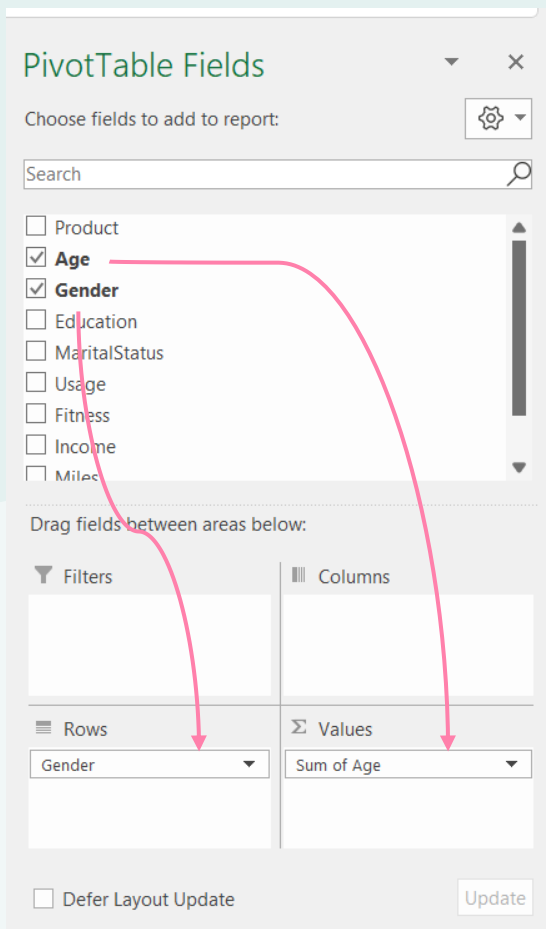 PivotTable Fields
Choose fields to add to report:
Search
Product
Age
Gender
Education
MaritalStatus
Usage
Fitness
Income
Miles
Drag fields between areas below:
Filters
Columns
Rows
Σ Values
Gender
Sum of Age
Defer Layout Update
Update